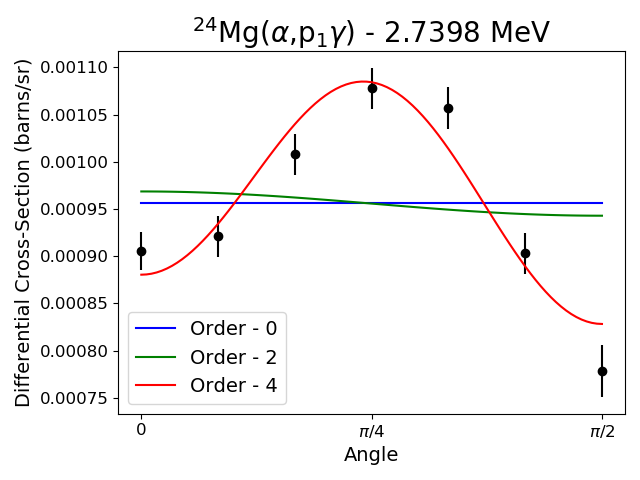 ²⁴Mg(α,p₁γ) - 2.7398 MeV
Differential Cross-Section (barns/sr)
0.00110
0.00105
0.00100
0.00095
0.00090
0.00085
0.00080
0.00075
Order - 0
Order - 2
Order - 4
0 π/4 π/2
Angle